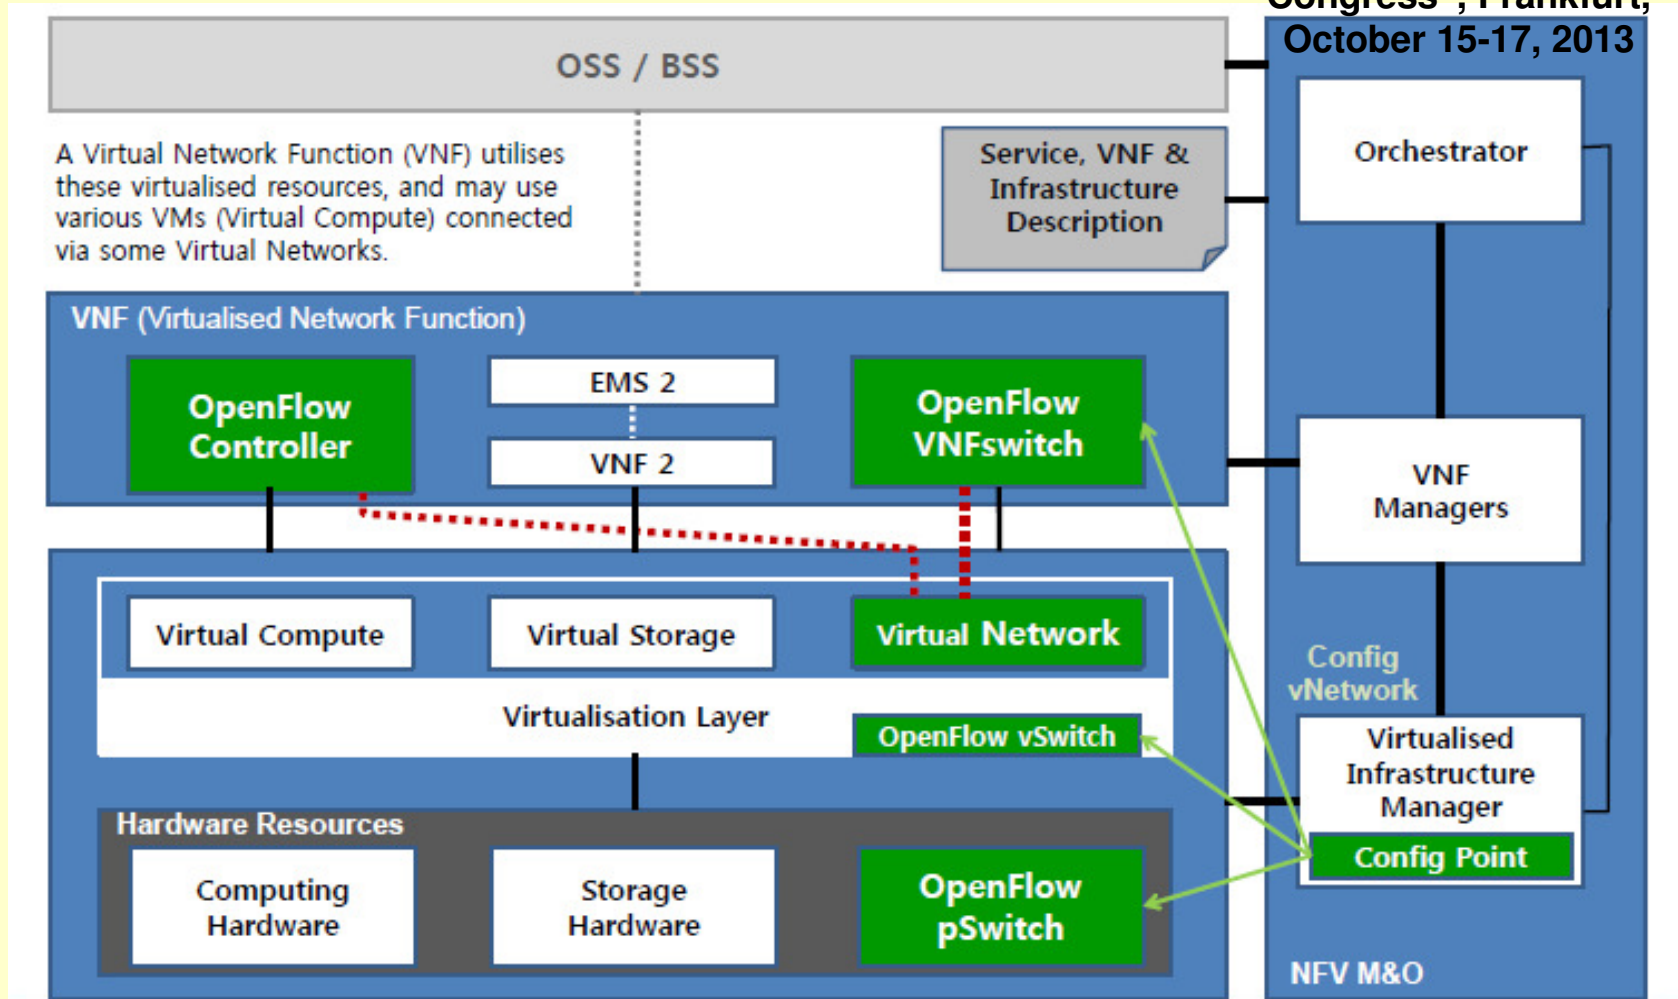 Congress", Frankfurt,
October 15-17, 2013
OSS / BSS
A Virtual Network Function (VNF) utilises
these virtualised resources, and may use
various VMs (Virtual Compute) connected
via some Virtual Networks.
Service, VNF &
Infrastructure
Description
Orchestrator
VNF (Virtualised Network Function)
OpenFlow
Controller
EMS 2
VNF 2
OpenFlow
VNFswitch
VNF
Managers
Virtual Compute
Virtual Storage
Virtual Network
Config
vNetwork
Virtualisation Layer
OpenFlow vSwitch
Virtualised
Infrastructure
Manager
Config Point
Hardware Resources
Computing
Hardware
Storage
Hardware
OpenFlow
pSwitch
NFV M&O